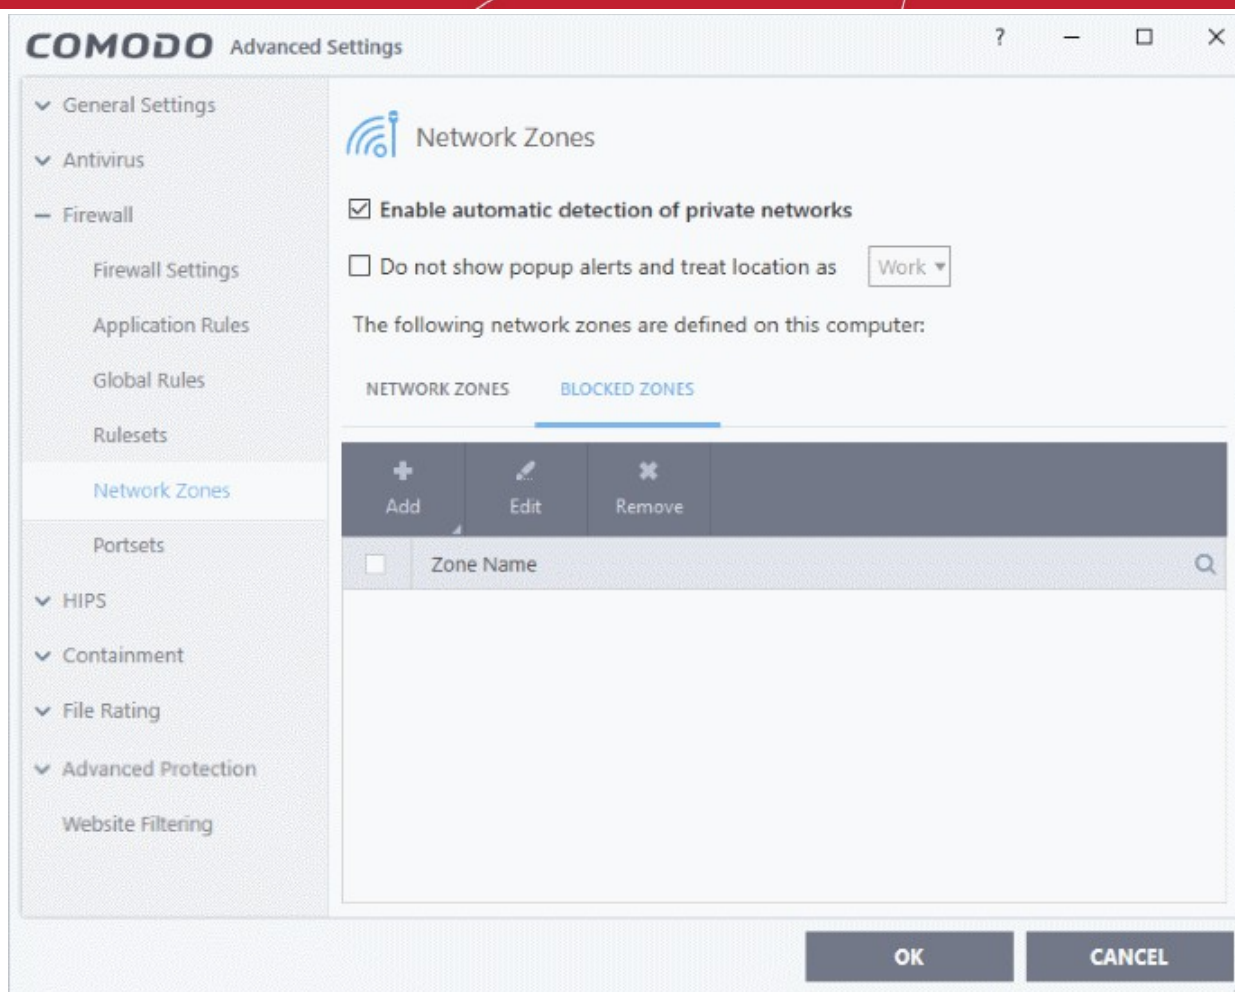 COMODO Advanced Settings ?
General Settings
Antivirus
Firewall
Firewall Settings
Application Rules
Global Rules
Rulesets
Network Zones
Portsets
HIPS
Containment
File Rating
Advanced Protection
Website Filtering
Network Zones
Enable automatic detection of private networks
Do not show popup alerts and treat location as Work
The following network zones are defined on this computer:
NETWORK ZONES BLOCKED ZONES
Add Edit Remove
Zone Name
OK CANCEL